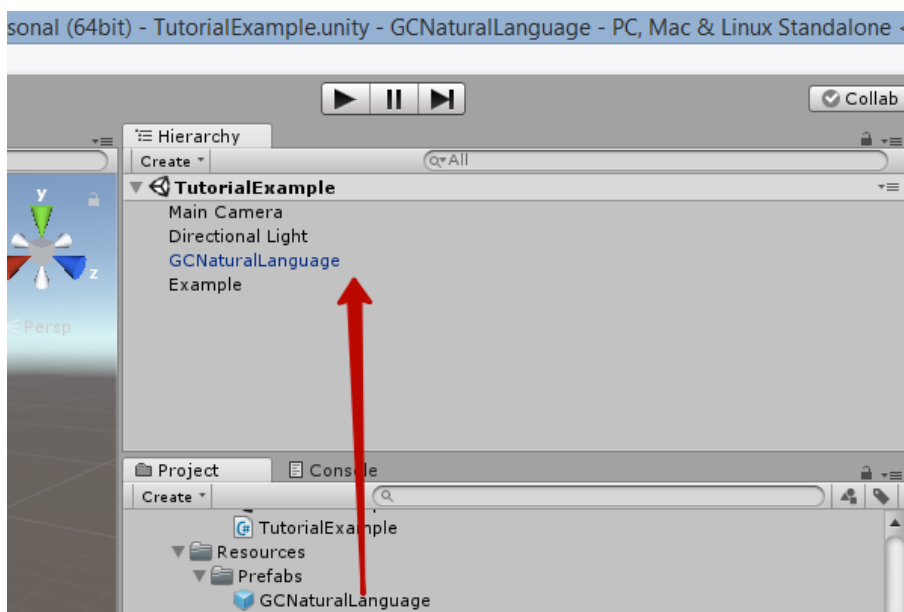 sonal (64bit) - TutorialExample.unity - GCNaturalLanguage - PC, Mac & Linux Standalone <
Collab
Hierarchy
Create All
TutorialExample
Main Camera
Directional Light
GCNaturalLanguage
Example
y
z
< Persp
Project Console
Create
TutorialExample
Resources
Prefabs
GCNaturalLanguage